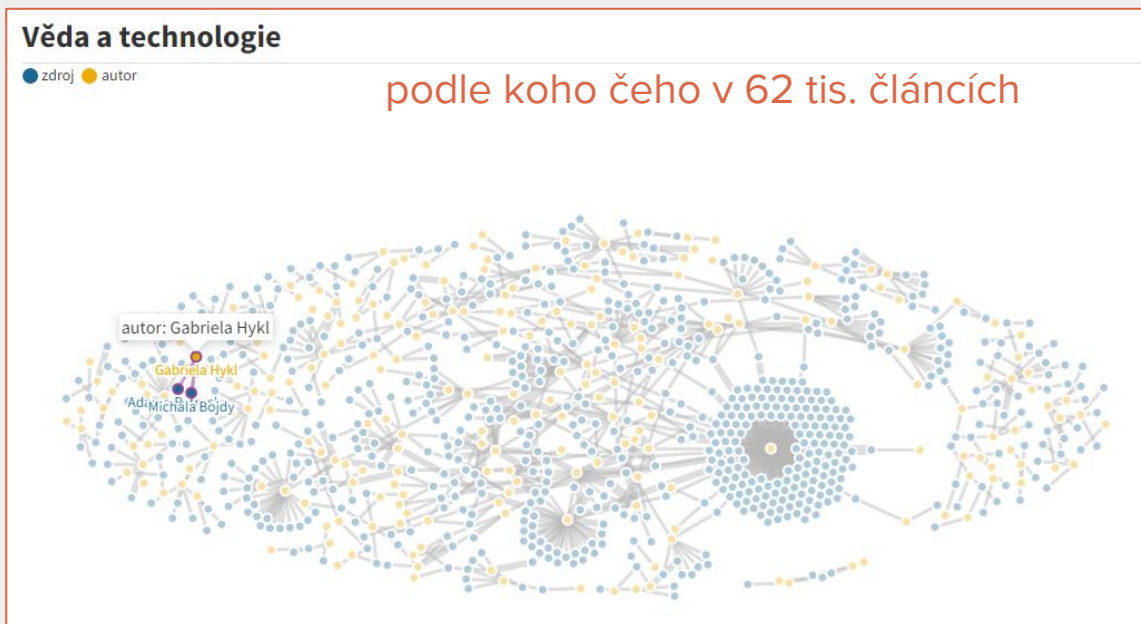 Věda a technologie
zdroj autor
podle koho čeho v 62 tis. článcích
autor: Gabriela Hykl
Gabriela Hykl
Michala Bojdy